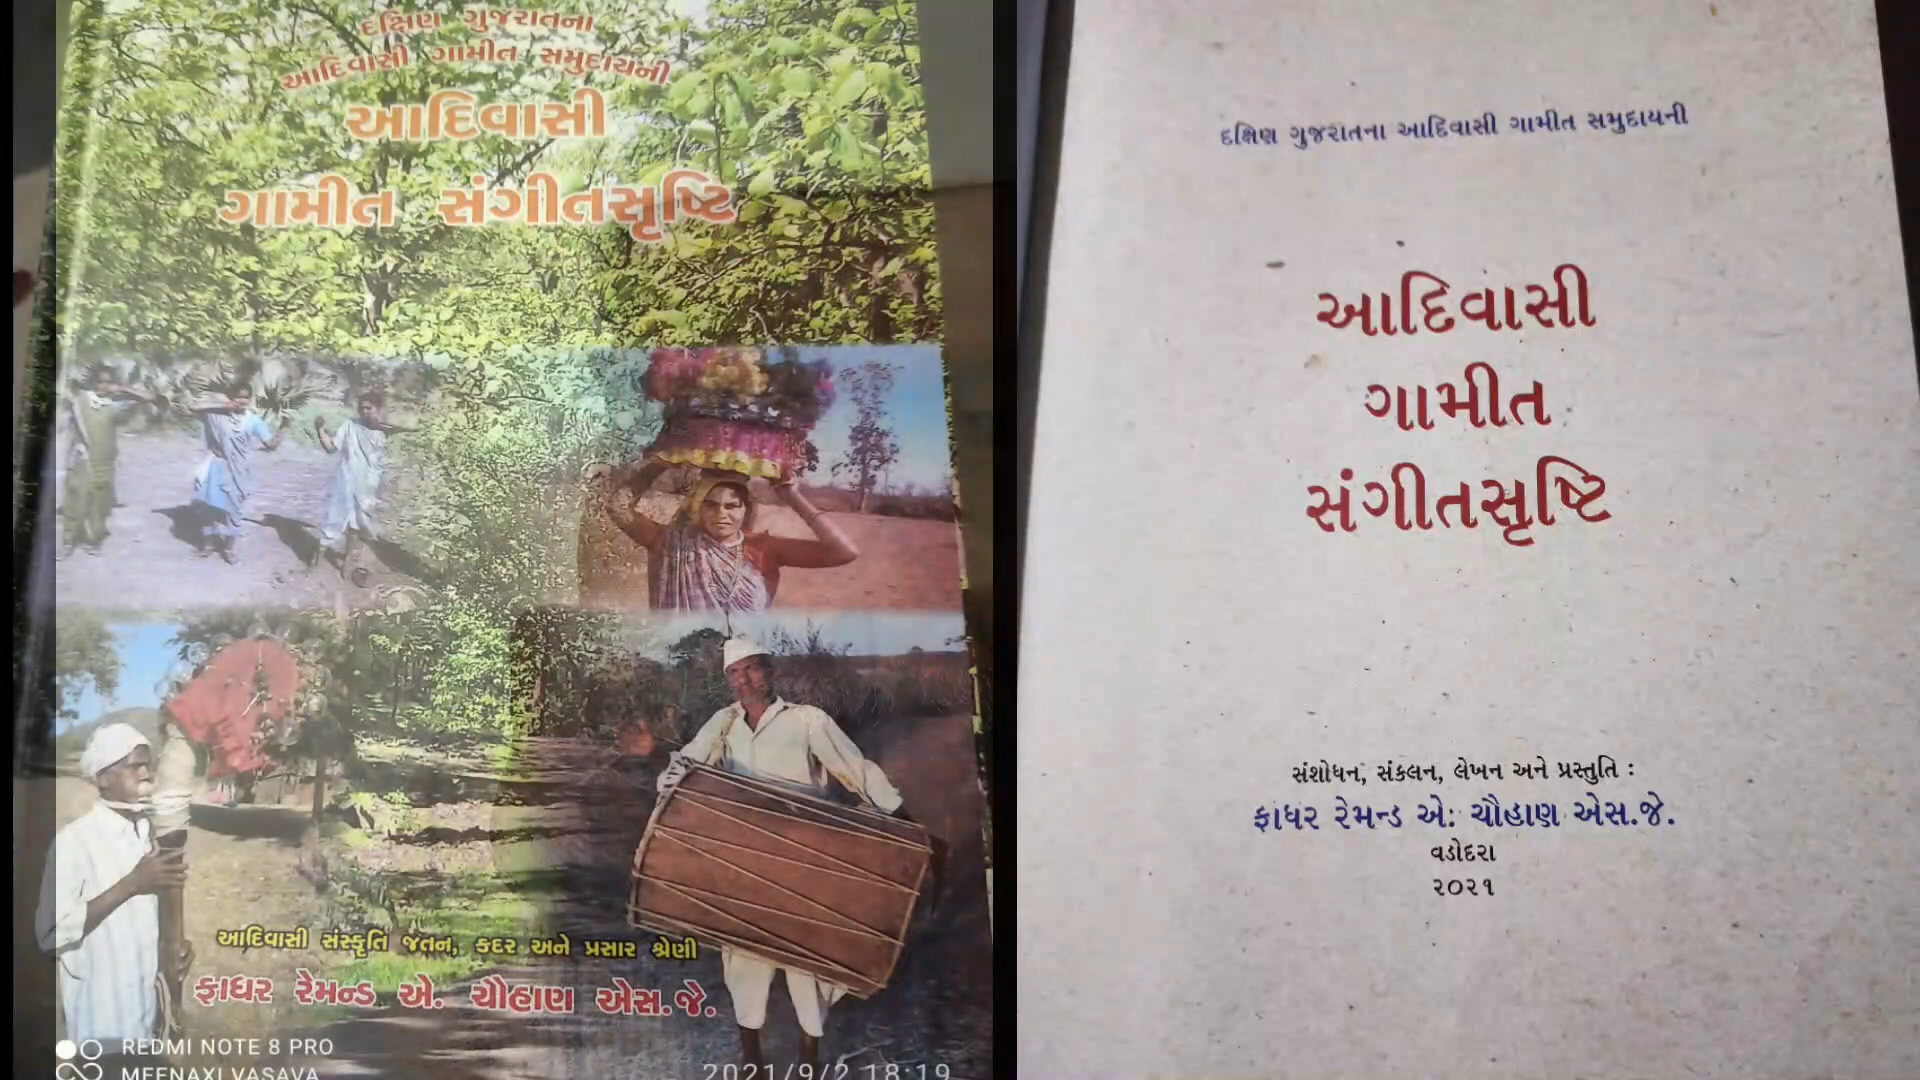 દક્ષિણ ગુજરાતના
આદિવાસી ગામીત સમુદાયની
આદિવાસી
ગામીત સંગીતસૃષ્ટિ
આદિવાસી સંસ્કૃતિ જતન, કદર અને પ્રસાર શ્રેણી
ફાધર રેમન્ડ એ. ચૌહાણ એસ.જે.
REDMI NOTE 8 PRO
MEENAXI VASAVA
2021/9/2 18:19
દક્ષિણ ગુજરાતના આદિવાસી ગામીત સમુદાયની
આદિવાસી
ગામીત
સંગીતસૃષ્ટિ
સંશોધન, સંકલન, લેખન અને પ્રસ્તુતિ :
ફાધર રેમન્ડ એ. ચૌહાણ એસ.જે.
વડોદરા
૨૦૨૧